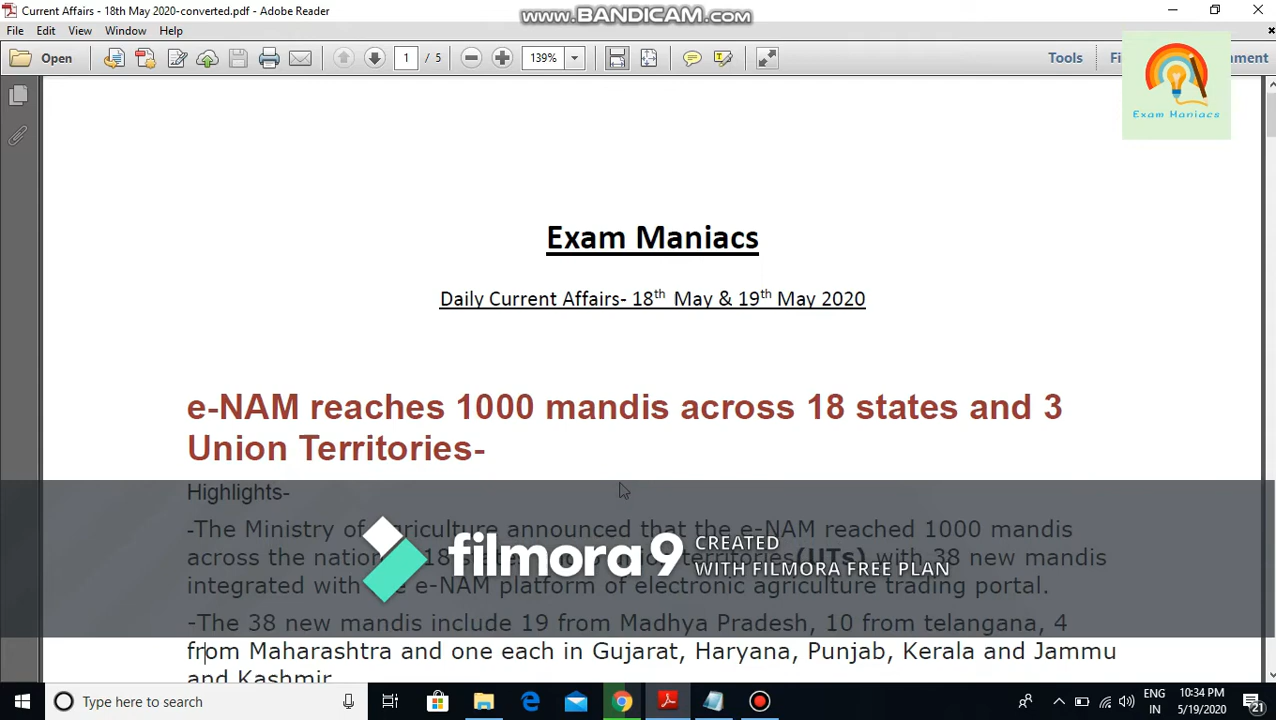 Current Affairs - 18th May 2020-converted.pdf - Adobe Reader
www.BANDICAM.com
File Edit View Window Help
Open 1 / 5 139% Tools
Exam Maniacs
Exam Maniacs
Daily Current Affairs- 18th May & 19th May 2020
e-NAM reaches 1000 mandis across 18 states and 3
Union Territories-
Highlights-
-The Ministry of Agriculture announced that the e-NAM reached 1000 mandis
across the nation 18 territories(UTs) with 38 new mandis
integrated with the e-NAM platform of electronic agriculture trading portal.
filmora9 CREATED
WITH FILMORA FREE PLAN
-The 38 new mandis include 19 from Madhya Pradesh, 10 from telangana, 4
from Maharashtra and one each in Gujarat, Haryana, Punjab, Kerala and Jammu
and Kashmir
Type here to search
ENG 10:34 PM
IN 5/19/2020 21